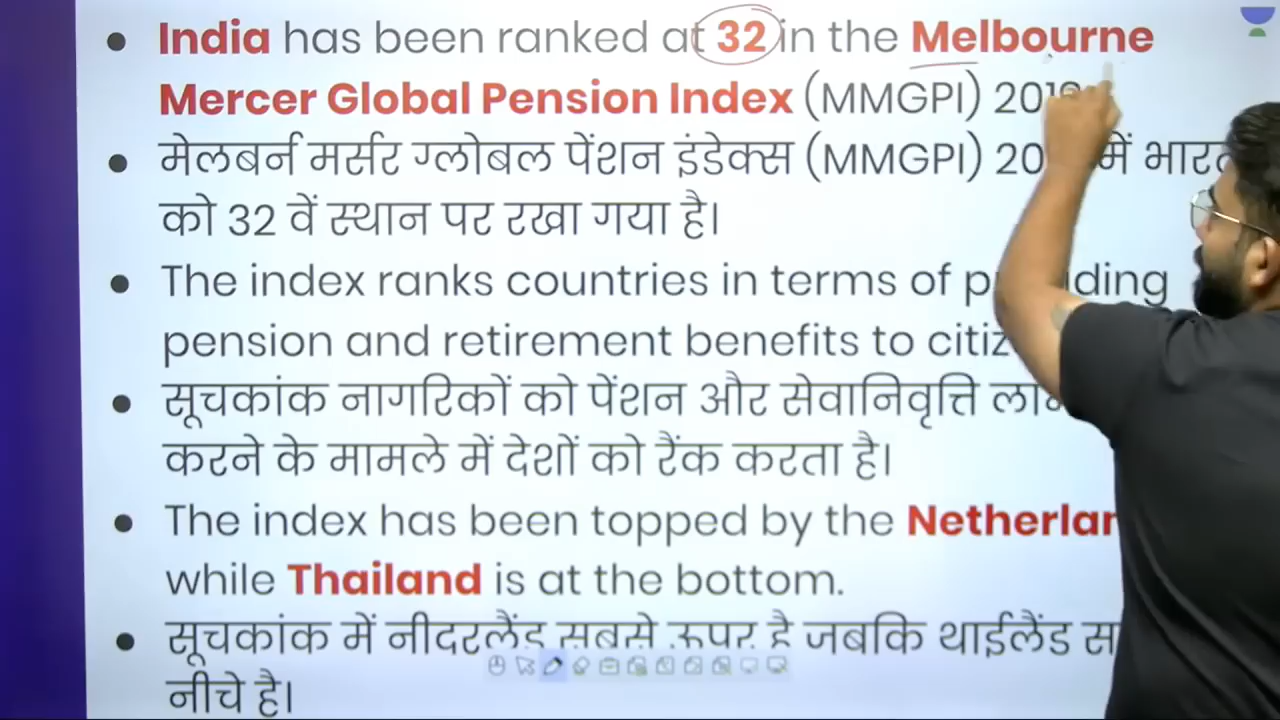 India has been ranked at 32 in the Melbourne
Mercer Global Pension Index (MMGPI)
मेलबर्न मर्सर ग्लोबल पेंशन इंडेक्स (MMGPI) में
को 32 वें स्थान पर रखा गया है।
The index ranks countries in terms of
pension and retirement benefits to
सूचकांक नागरिकों को पेंशन और सेवानिवृत्ति
करने के मामले में देशों को रैंक करता है।
The index has been topped by the
while Thailand is at the bottom.
सूचकांक में नीदरलैंड सबसे ऊपर है जबकि थाईलैंड
नीचे है।